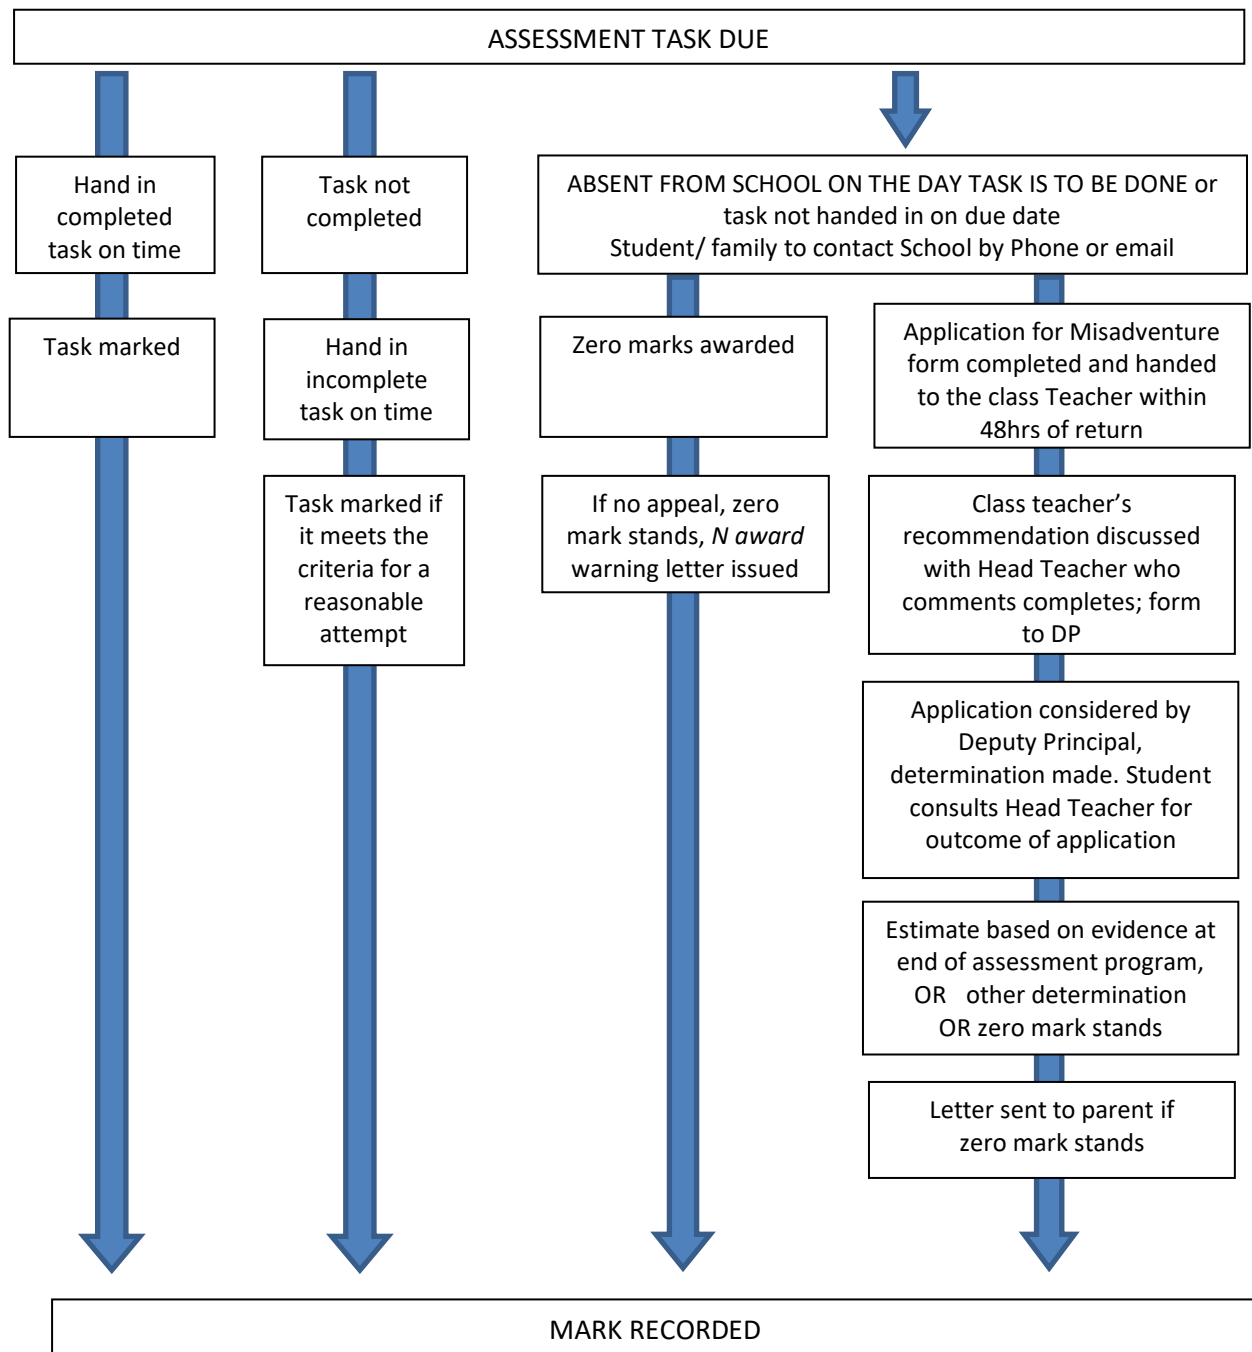 ASSESSMENT TASK DUE
Hand in
completed
task on time
Task not
completed
ABSENT FROM SCHOOL ON THE DAY TASK IS TO BE DONE or
task not handed in on due date
Student/ family to contact School by Phone or email
Task marked
Hand in
incomplete
task on time
Zero marks awarded
Application for Misadventure
form completed and handed
to the class Teacher within
48hrs of return
Task marked if
it meets the
criteria for a
reasonable
attempt
If no appeal, zero
mark stands, N award
warning letter issued
Class teacher’s
recommendation discussed
with Head Teacher who
comments completes; form
to DP
Application considered by
Deputy Principal,
determination made. Student
consults Head Teacher for
outcome of application
Estimate based on evidence at
end of assessment program,
OR other determination
OR zero mark stands
Letter sent to parent if
zero mark stands
MARK RECORDED